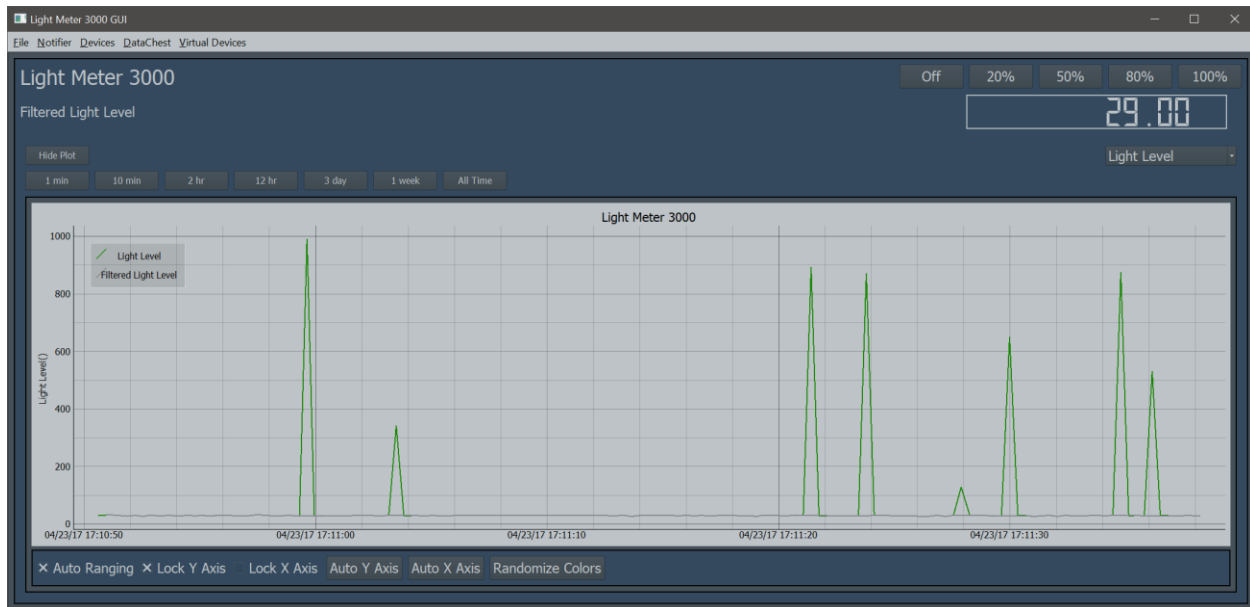 Light Meter 3000 GUI
File Notifier Devices DataChest Virtual Devices
Light Meter 3000
Off 20% 50% 80% 100%
Filtered Light Level
29.00
Hide Plot
Light Level
1 min 10 min 2 hr 12 hr 3 day 1 week All Time
Light Meter 3000
1000
Light Level
Filtered Light Level
800
600
Light Level()
400
200
0
04/23/17 17:10:50 04/23/17 17:11:00 04/23/17 17:11:10 04/23/17 17:11:20 04/23/17 17:11:30
Auto Ranging Lock Y Axis Lock X Axis Auto Y Axis Auto X Axis Randomize Colors